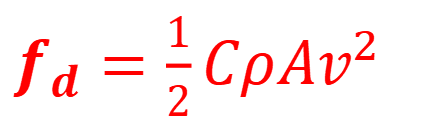 f_d = 1/2 CρAv²